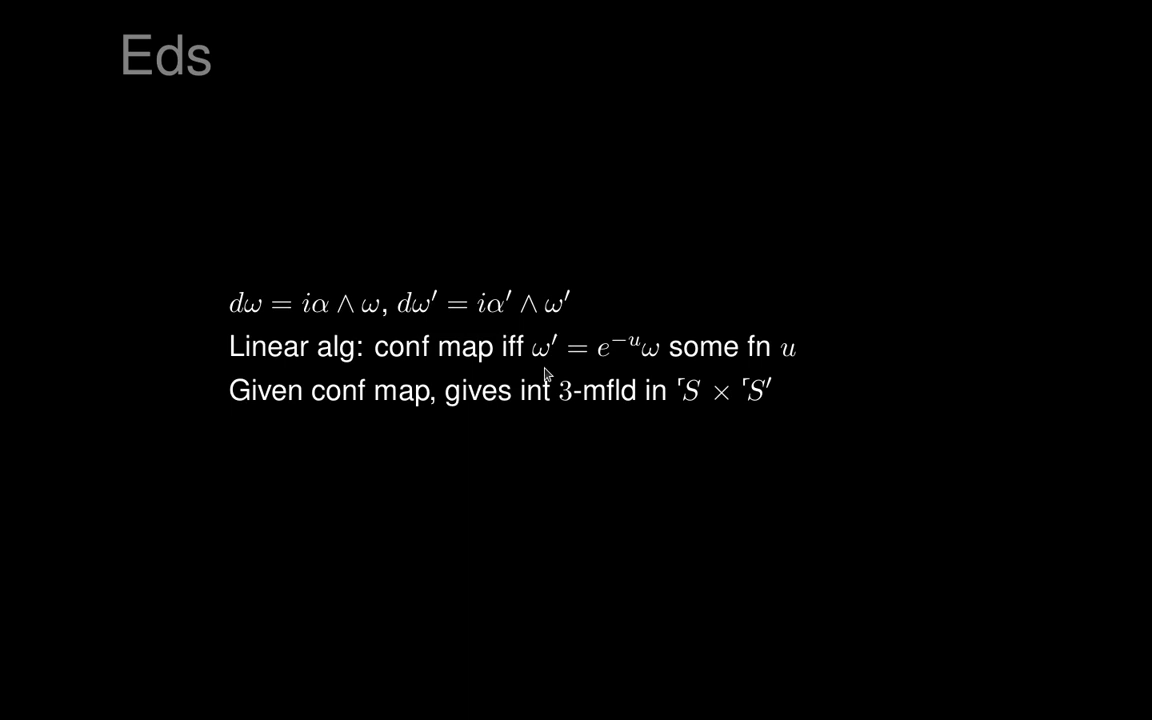 Eds
dω = iα ∧ ω, dω′ = iα′ ∧ ω′
Linear alg: conf map iff ω′ = e⁻ᵘω some fn u
Given conf map, gives int 3-mfld in ⌜S × ⌜S′